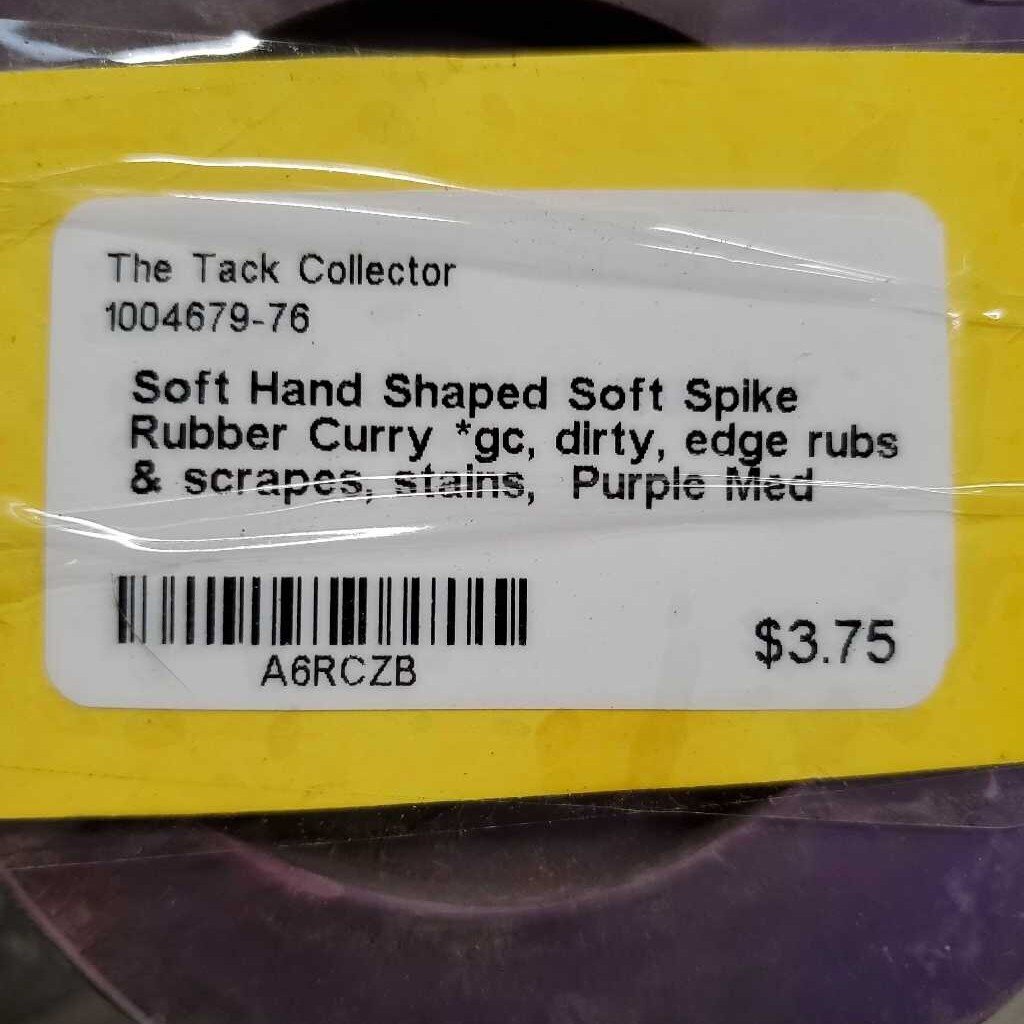 The Tack Collector
1004679-76
Soft Hand Shaped Soft Spike
Rubber Curry *gc, dirty, edge rubs
& scrapes, stains, Purple Med
A6RCZB
$3.75